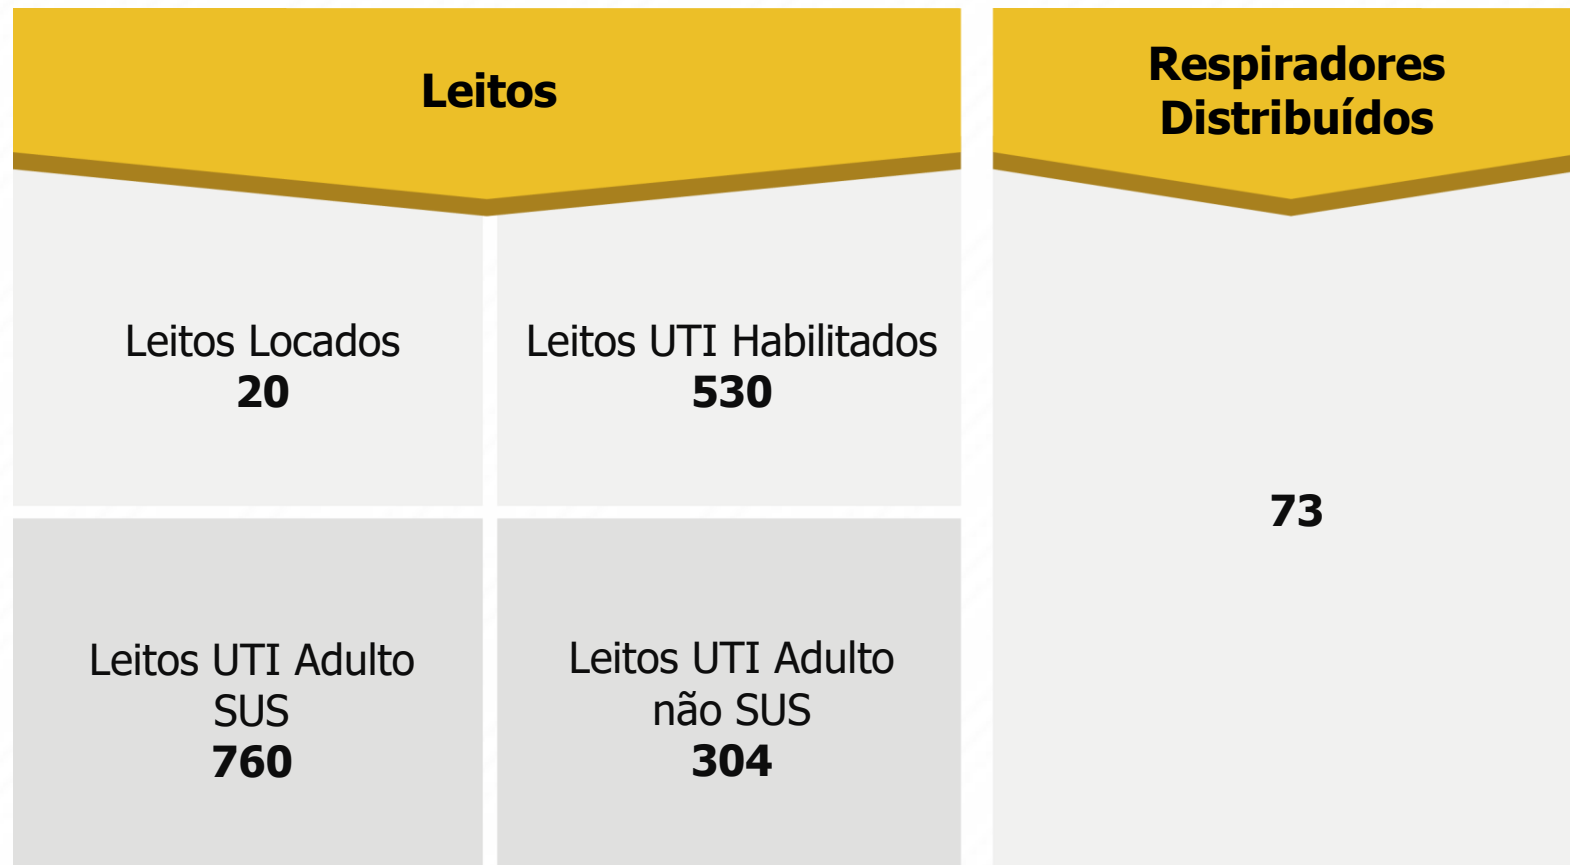 Leitos
Leitos Locados
20
Leitos UTI Habilitados
530
Leitos UTI Adulto
SUS
760
Leitos UTI Adulto
não SUS
304
Respiradores
Distribuídos
73